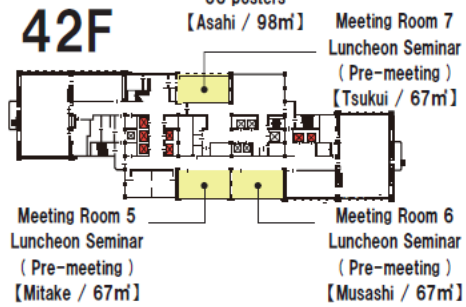 42F
posters
【Asahi / 98㎡】
Meeting Room 7
Luncheon Seminar
( Pre-meeting )
【Tsukui / 67㎡】
Meeting Room 5
Luncheon Seminar
( Pre-meeting )
【Mitake / 67㎡】
Meeting Room 6
Luncheon Seminar
( Pre-meeting )
【Musashi / 67㎡】